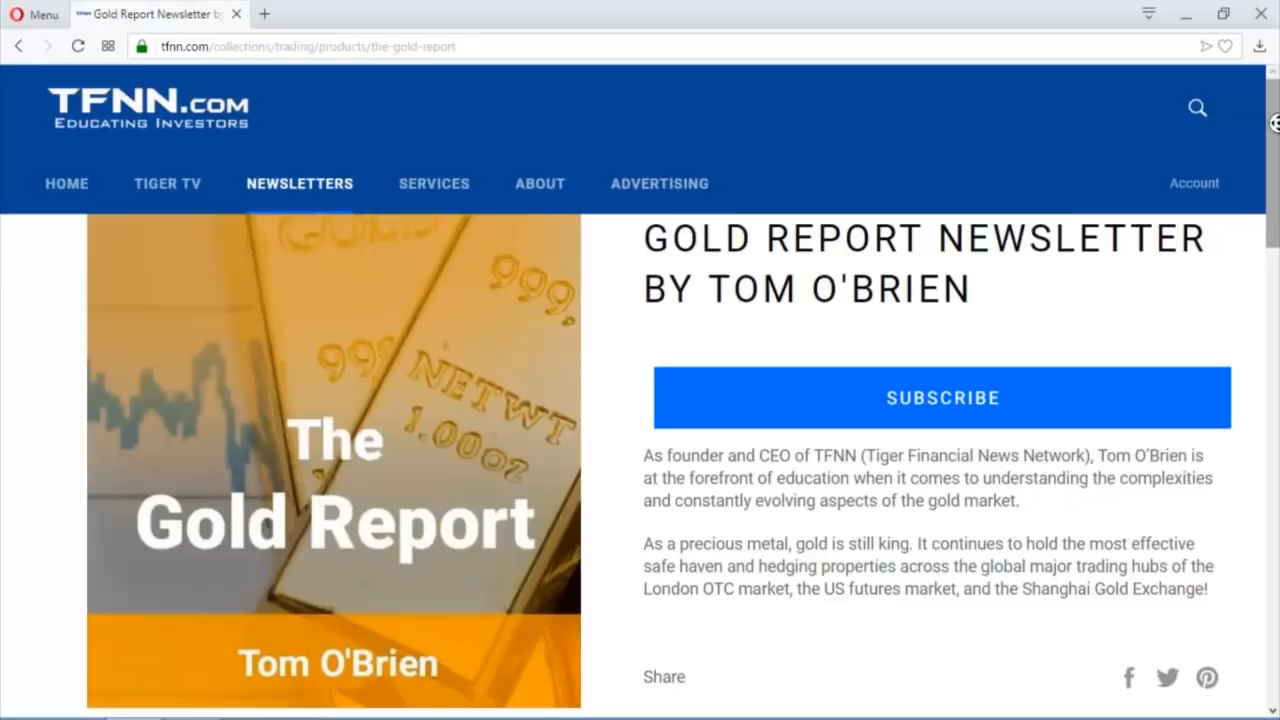 Menu
TFNN Gold Report Newsletter by
tfnn.com/collections/trading/products/the-gold-report
TFNN.COM
EDUCATING INVESTORS
HOME
TIGER TV
NEWSLETTERS
SERVICES
ABOUT
ADVERTISING
Account
GOLD
999,
999
NETWT
1.00OZ
The
Gold Report
Tom O'Brien
GOLD REPORT NEWSLETTER
BY TOM O'BRIEN
SUBSCRIBE
As founder and CEO of TFNN (Tiger Financial News Network), Tom O'Brien is
at the forefront of education when it comes to understanding the complexities
and constantly evolving aspects of the gold market.
As a precious metal, gold is still king. It continues to hold the most effective
safe haven and hedging properties across the global major trading hubs of the
London OTC market, the US futures market, and the Shanghai Gold Exchange!
Share